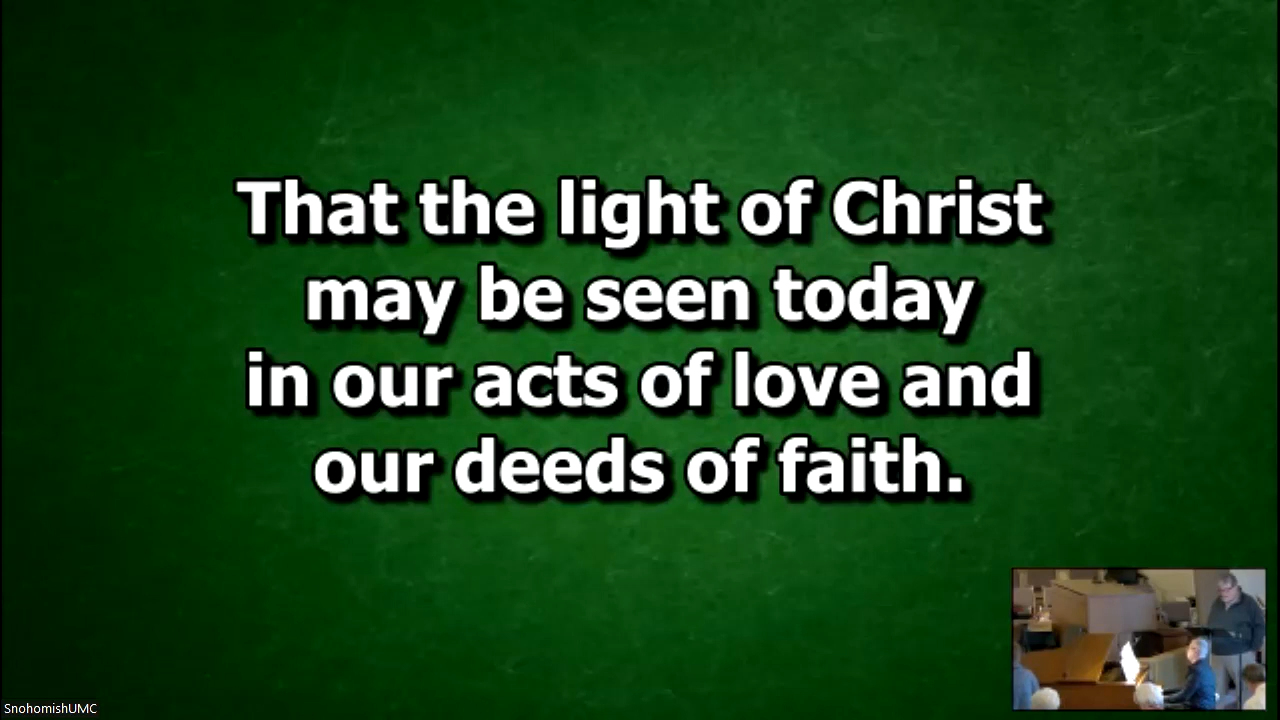 That the light of Christ
may be seen today
in our acts of love and
our deeds of faith.
SnohomishUMC